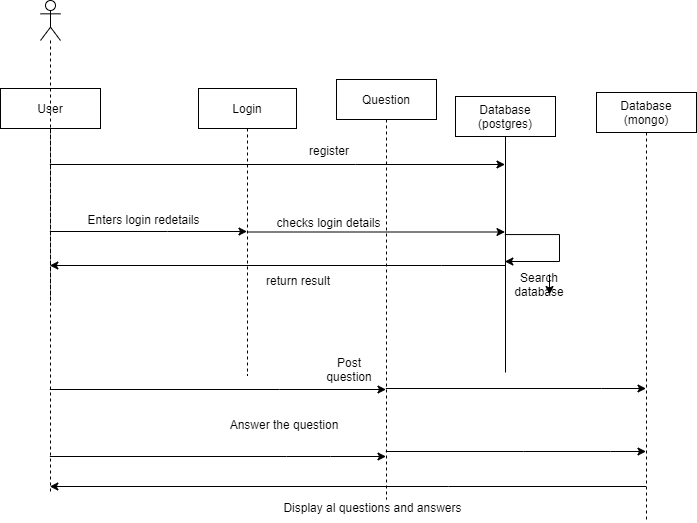 User
Login
Question
Database
(postgres)
Database
(mongo)
register
Enters login redetails
checks login details
return result
Search
database
Post
question
Answer the question
Display al questions and answers